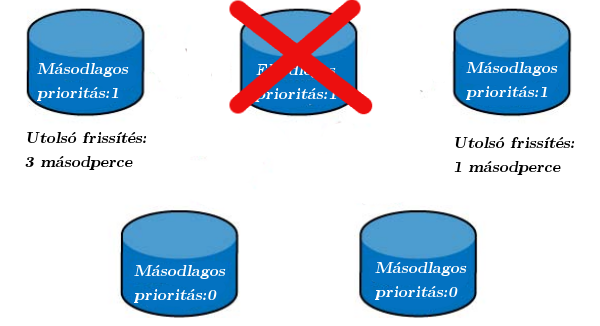 Másodlagos
prioritás:1
prioritás:1
Másodlagos
prioritás:1
Utolsó frissítés:
3 másodperce
Utolsó frissítés:
1 másodperce
Másodlagos
prioritás:0
Másodlagos
prioritás:0